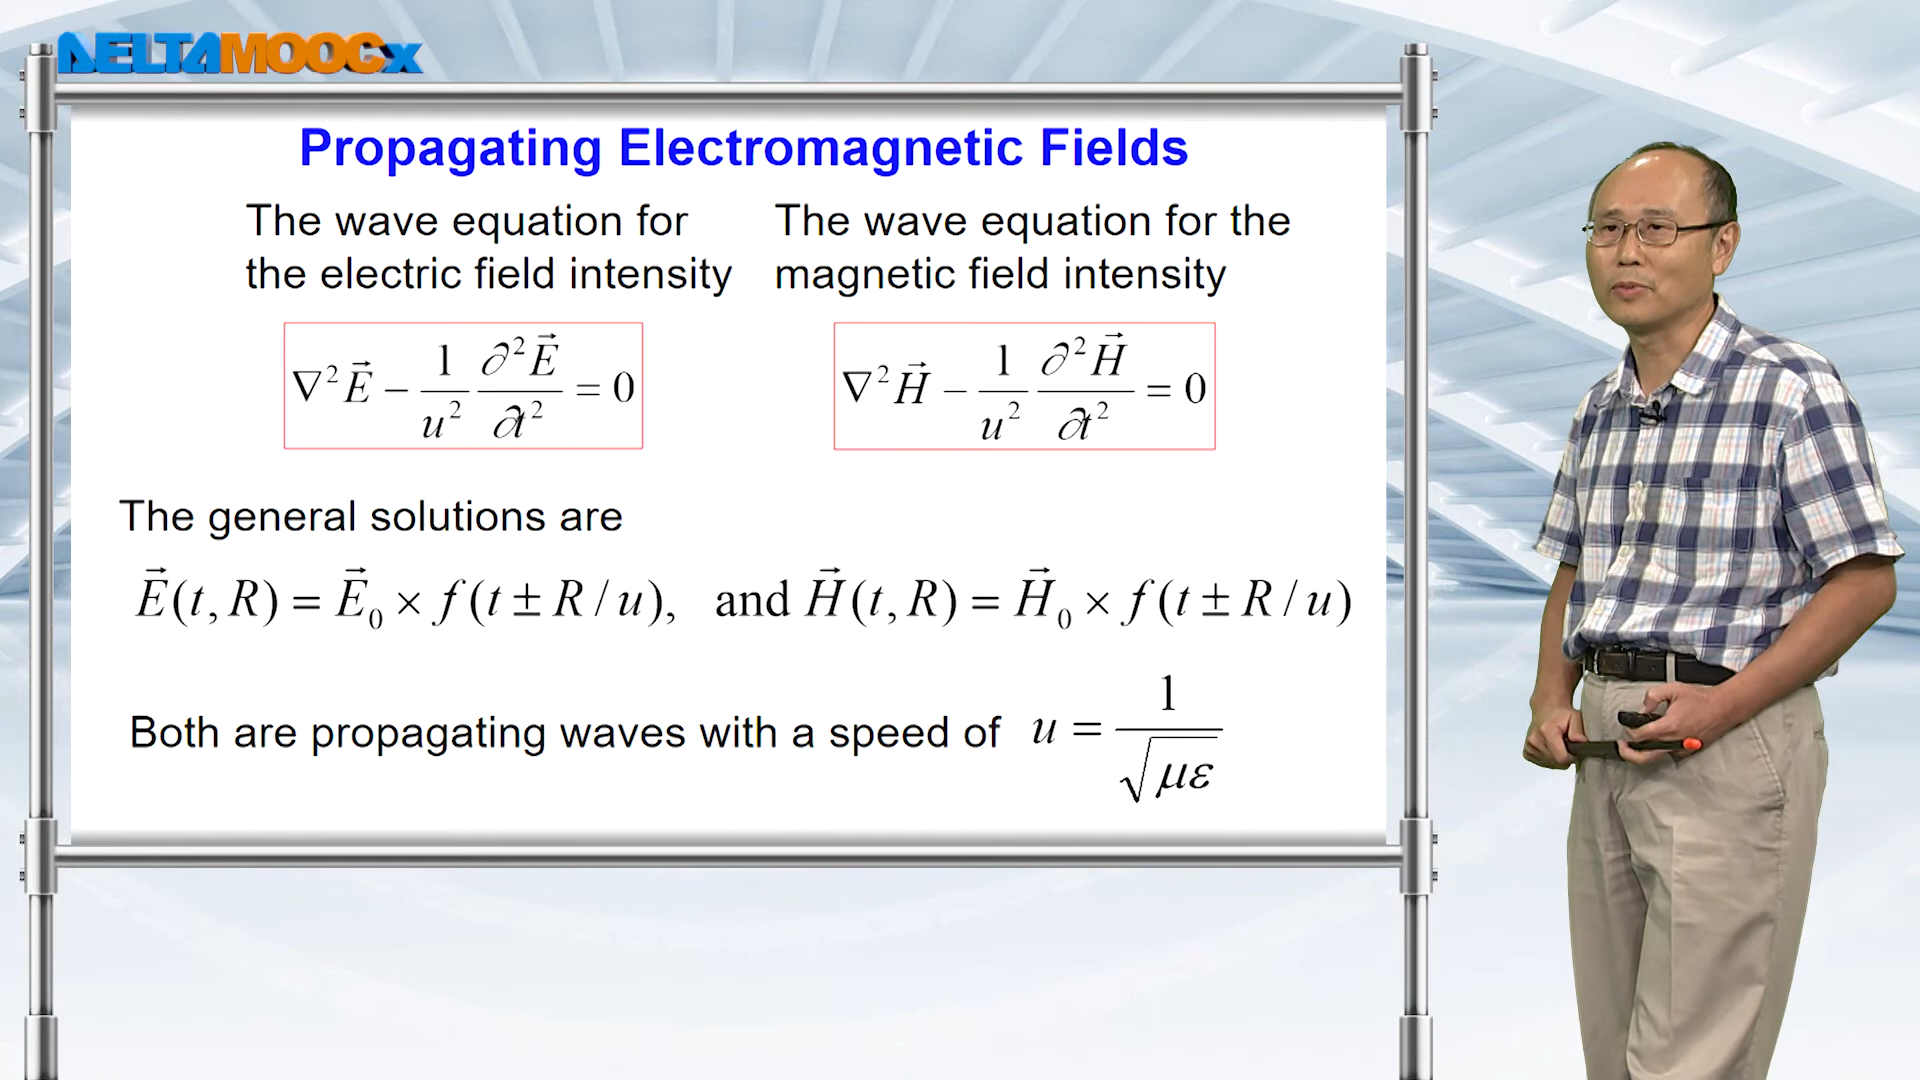 DELTAMOOCx
Propagating Electromagnetic Fields
The wave equation for
the electric field intensity
The wave equation for the
magnetic field intensity
∇²E⃗ − 1/u² ∂²E⃗/∂t² = 0
∇²H⃗ − 1/u² ∂²H⃗/∂t² = 0
The general solutions are
E⃗(t, R) = E⃗₀ × f(t ± R / u), and H⃗(t, R) = H⃗₀ × f(t ± R / u)
Both are propagating waves with a speed of u = 1/√με